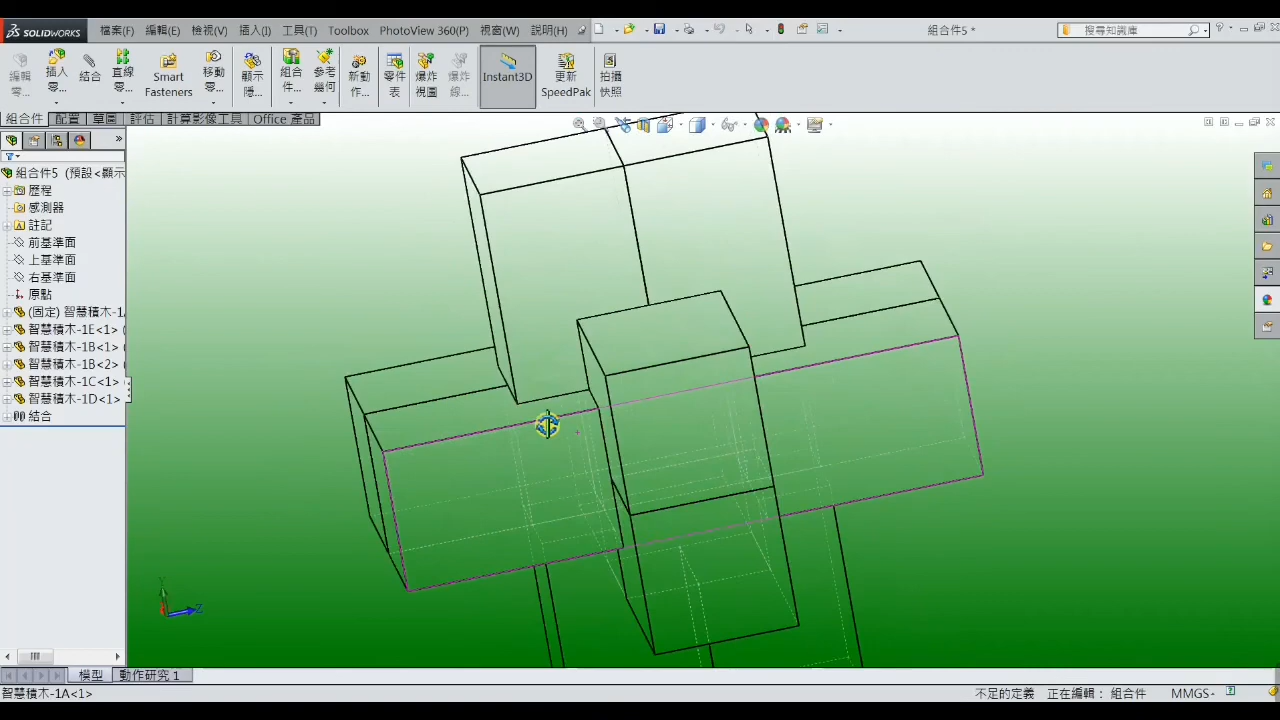 SOLIDWORKS 檔案(F) 編輯(E) 檢視(V) 插入(I) 工具(T) Toolbox PhotoView 360(P) 視窗(W) 說明(H) 組合件5 * 搜尋知識庫
編輯零... 插入零... 結合 直線零... Smart Fasteners 移動零... 顯示隱... 組合件... 參考幾何 新動作... 零件表 爆炸視圖 爆炸線... Instant3D 更新 SpeedPak 拍攝快照
組合件 配置 草圖 評估 計算影像工具 Office 產品
組合件5 (預設<顯示
歷程
感測器
註記
前基準面
上基準面
右基準面
原點
(固定) 智慧積木-1
智慧積木-1E<1> (
智慧積木-1B<1> (
智慧積木-1B<2> (
智慧積木-1C<1>
智慧積木-1D<1>
結合
Y
Z
模型 動作研究 1
智慧積木-1A<1> 不足的定義 正在編輯： 組合件 MMGS